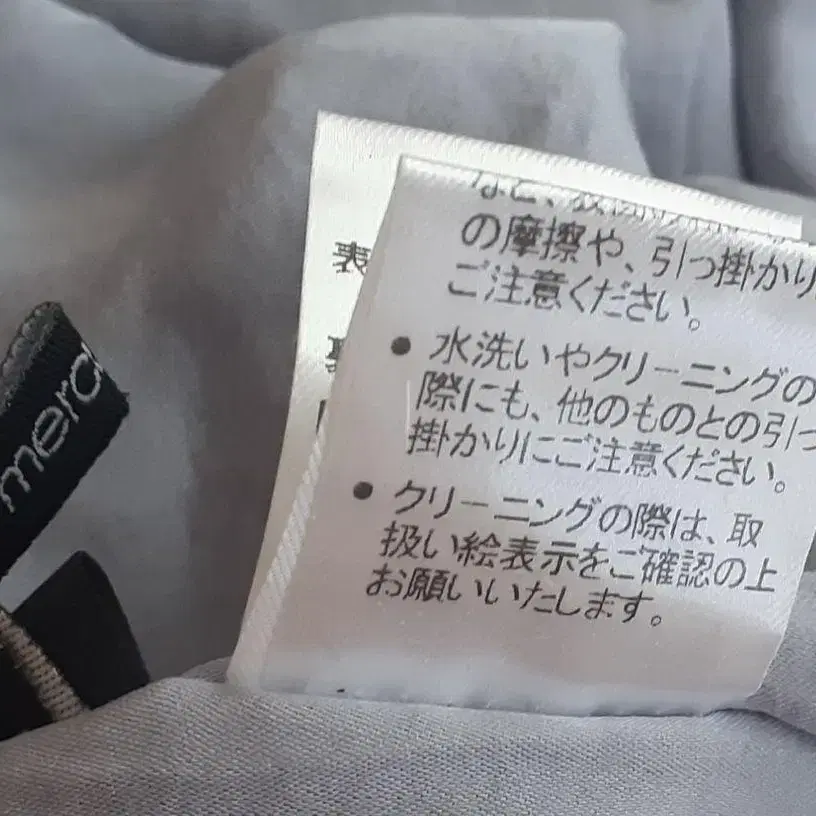 の摩擦や、引っ掛かり
ご注意ください。
● 水洗いやクリーニングの
際にも、他のものとの引っ
掛かりにご注意ください。
● クリーニングの際は、取
扱い絵表示をご確認の上
お願いいたします。
表
merc